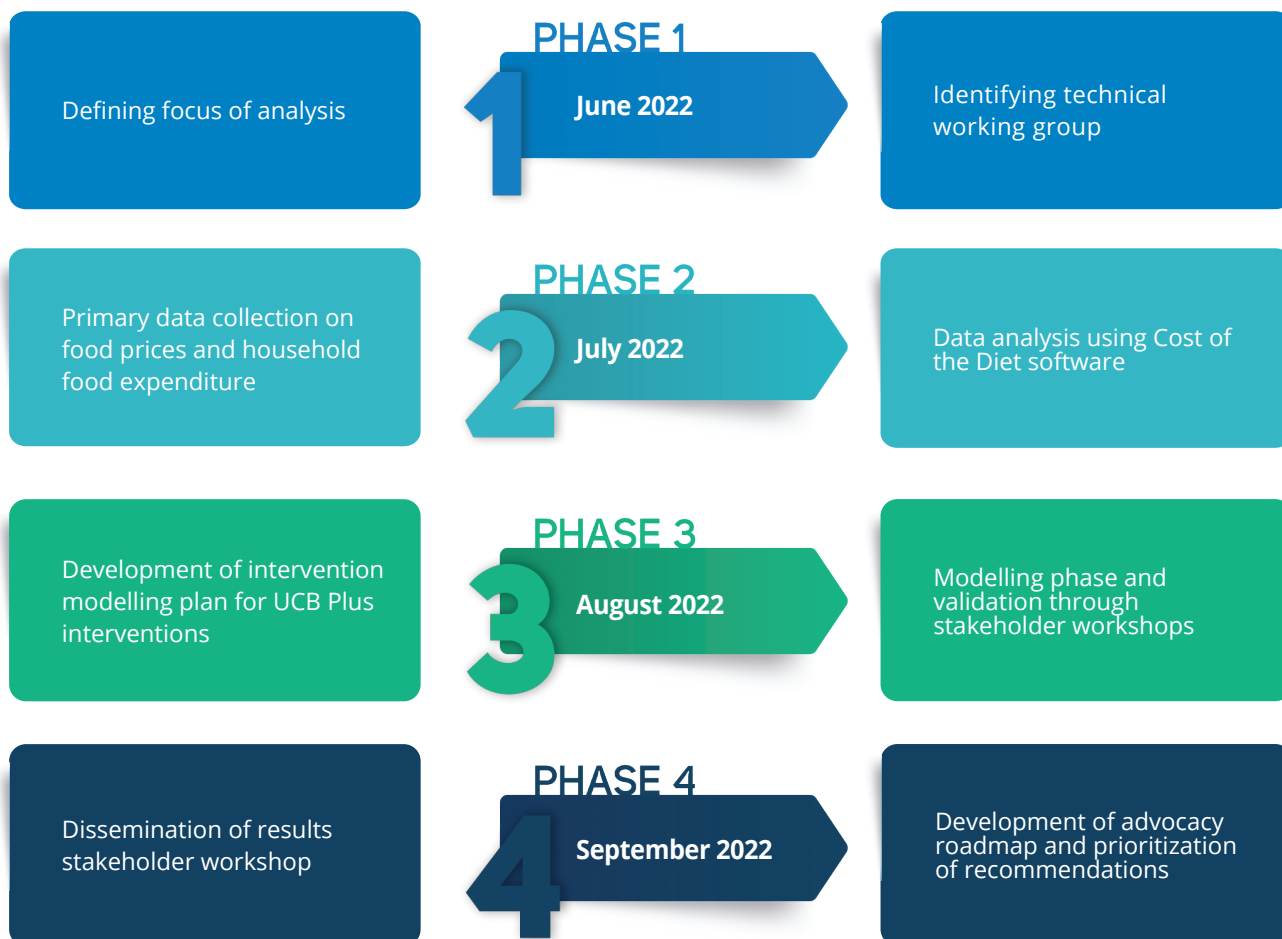 Defining focus of analysis
PHASE 1
1
June 2022
Identifying technical
working group
Primary data collection on
food prices and household
food expenditure
PHASE 2
2
July 2022
Data analysis using Cost of
the Diet software
Development of intervention
modelling plan for UCB Plus
interventions
PHASE 3
3
August 2022
Modelling phase and
validation through
stakeholder workshops
Dissemination of results
stakeholder workshop
PHASE 4
4
September 2022
Development of advocacy
roadmap and prioritization
of recommendations